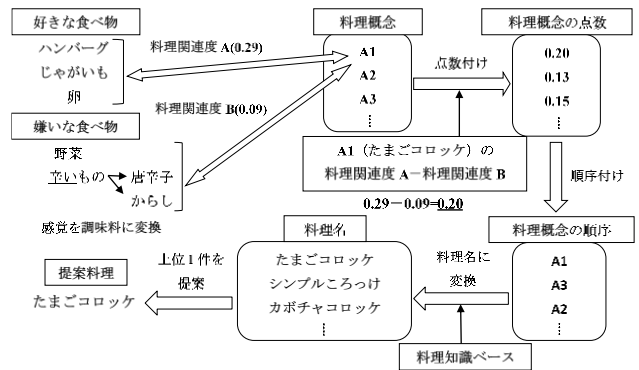 好きな食べ物
ハンバーグ
じゃがいも
卵
嫌いな食べ物
野菜
辛いもの
唐辛子
からし
感覚を調味料に変換
料理関連度 A(0.29)
料理関連度 B(0.09)
料理概念
A1
A2
A3
⋮
点数付け
A1（たまごコロッケ）の
料理関連度 A－料理関連度 B
0.29－0.09=0.20
料理概念の点数
0.20
0.13
0.15
⋮
順序付け
料理概念の順序
A1
A3
A2
⋮
料理名に
変換
料理知識ベース
料理名
たまごコロッケ
シンプルころっけ
カボチャコロッケ
⋮
上位1件を
提案
提案料理
たまごコロッケ